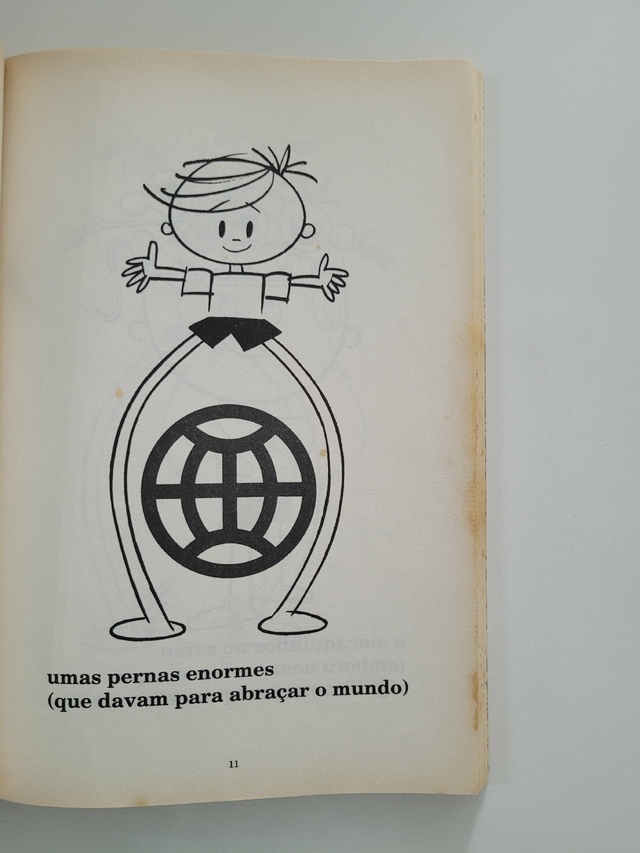 umas pernas enormes
(que davam para abraçar o mundo)
11